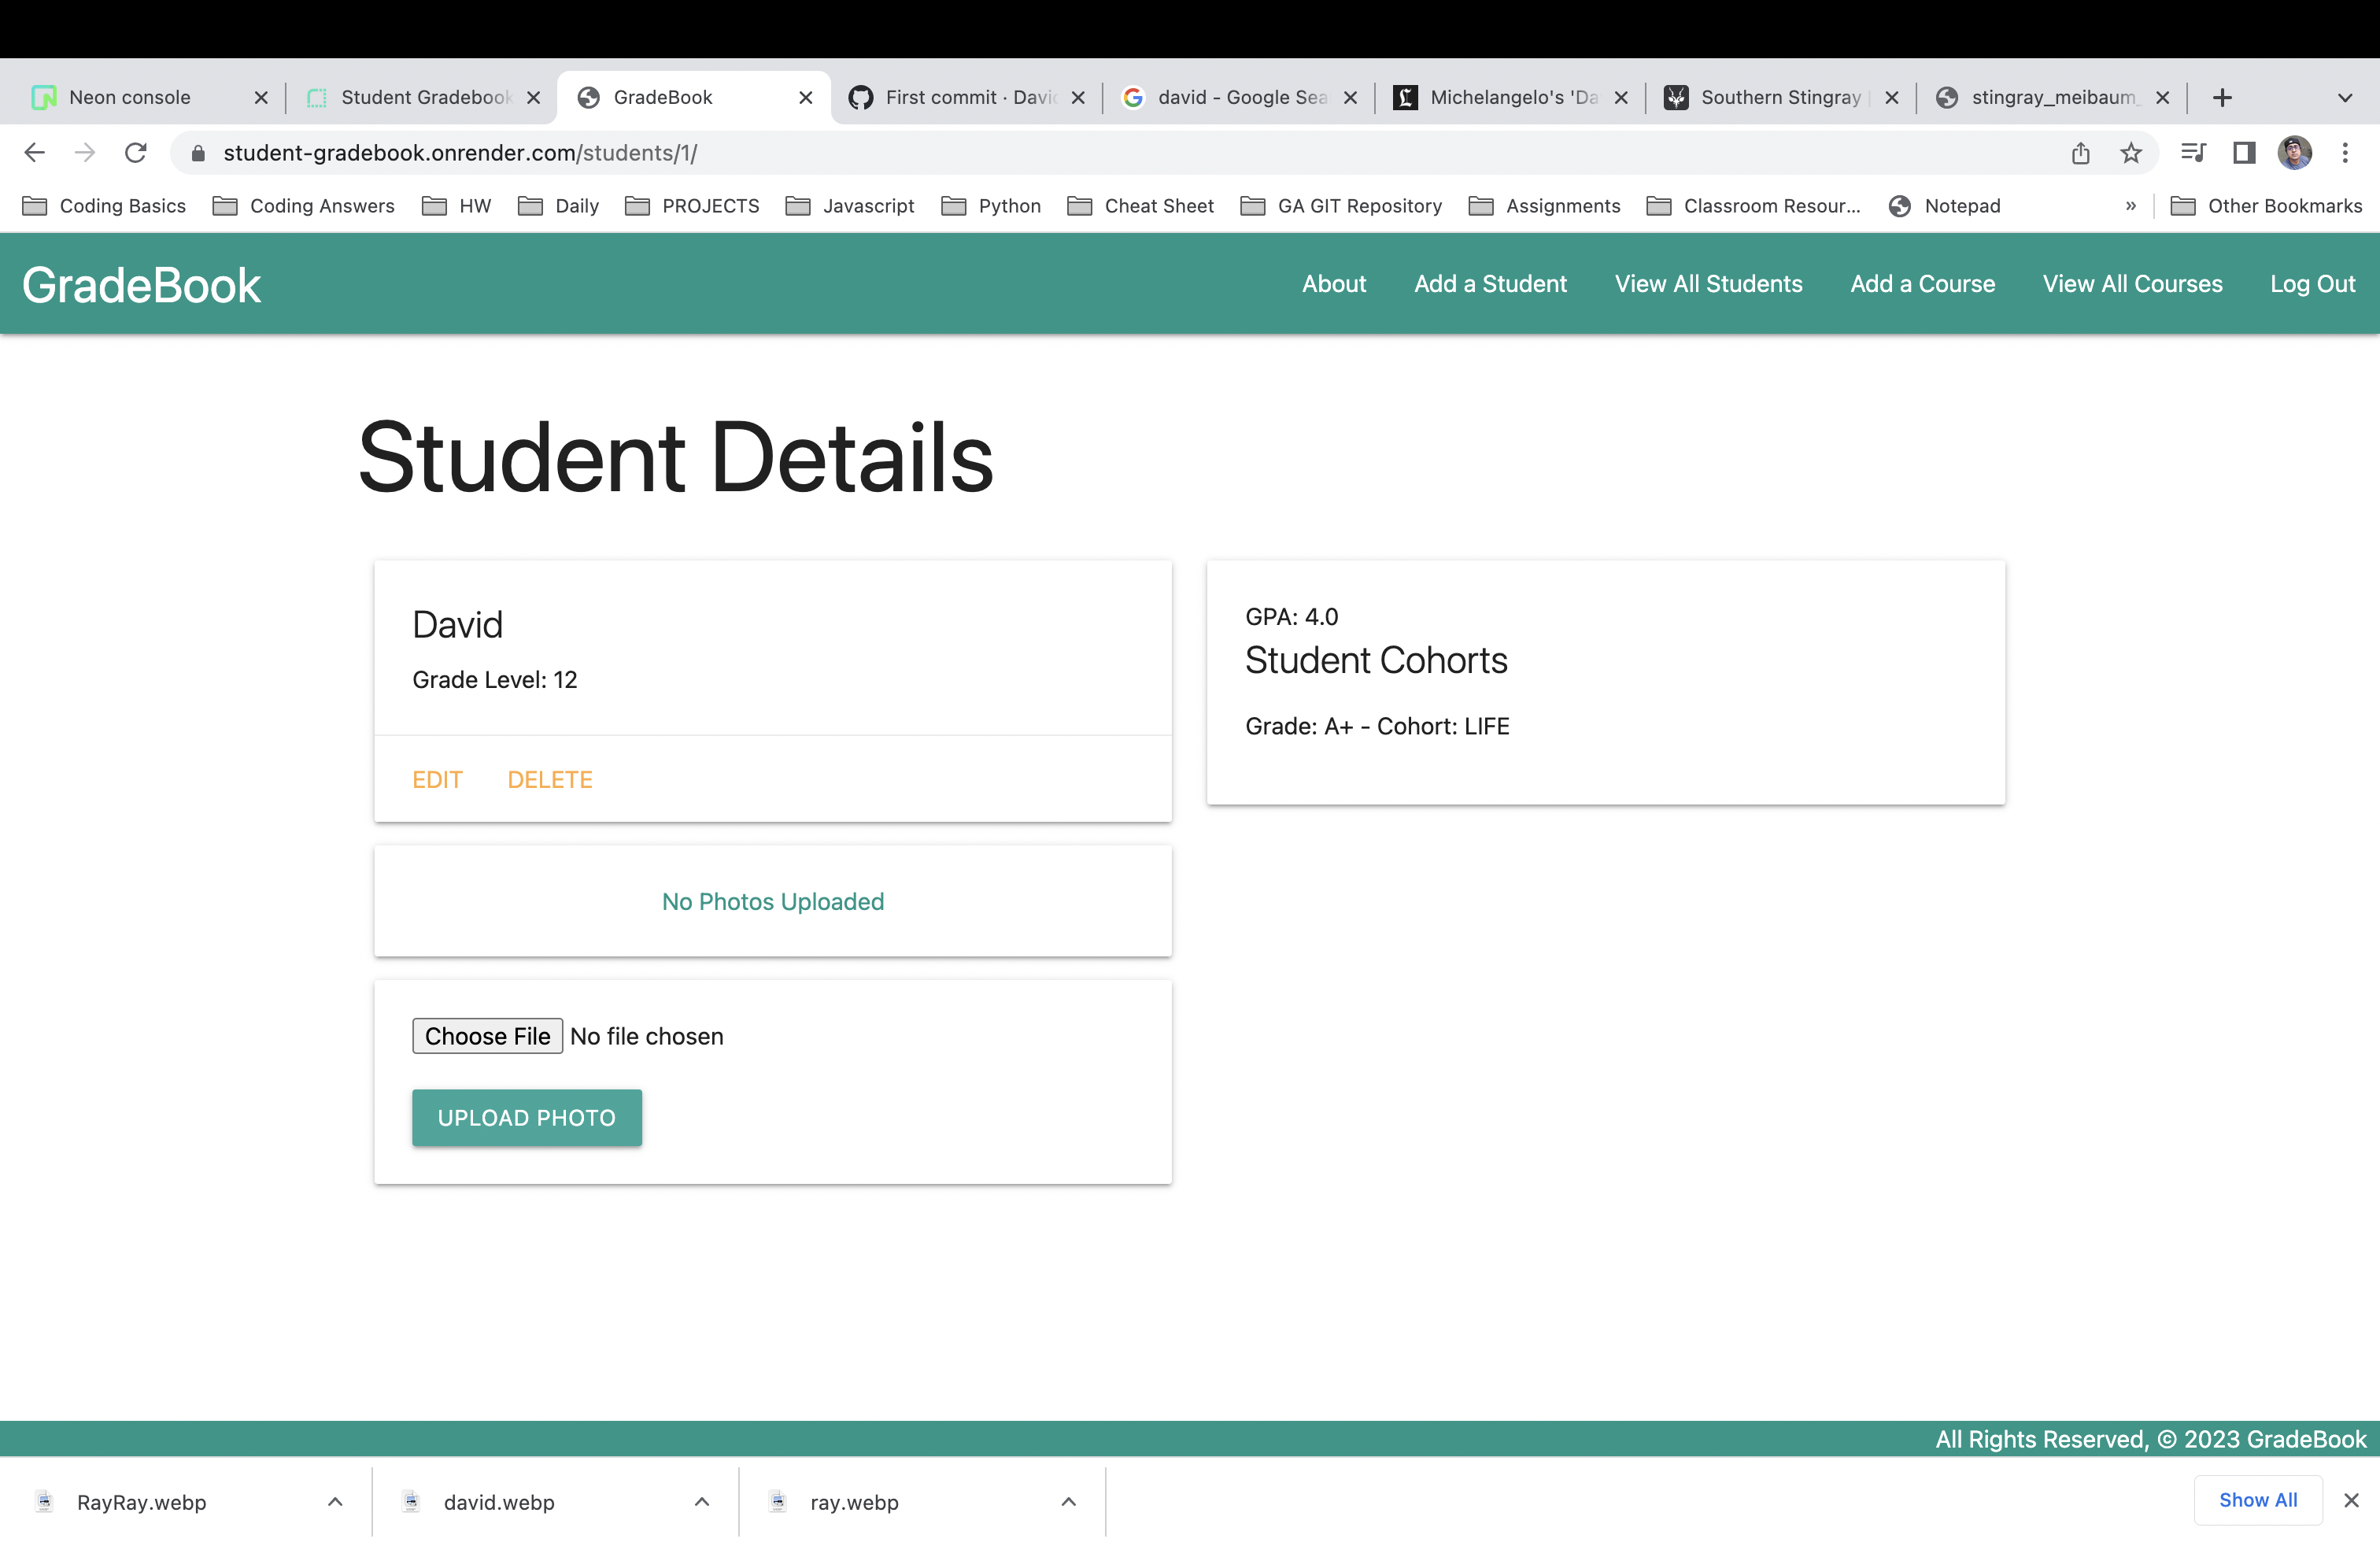 Neon console
Student Gradebook
GradeBook
First commit · Davi
david - Google Sea
Michelangelo's 'Da
Southern Stingray
stingray_meibaum_
student-gradebook.onrender.com/students/1/
Coding Basics
Coding Answers
HW
Daily
PROJECTS
Javascript
Python
Cheat Sheet
GA GIT Repository
Assignments
Classroom Resour...
Notepad
»
Other Bookmarks
GradeBook
About
Add a Student
View All Students
Add a Course
View All Courses
Log Out
Student Details
David
Grade Level: 12
EDIT
DELETE
GPA: 4.0
Student Cohorts
Grade: A+ - Cohort: LIFE
No Photos Uploaded
Choose File No file chosen
UPLOAD PHOTO
All Rights Reserved, © 2023 GradeBook
RayRay.webp
david.webp
ray.webp
Show All